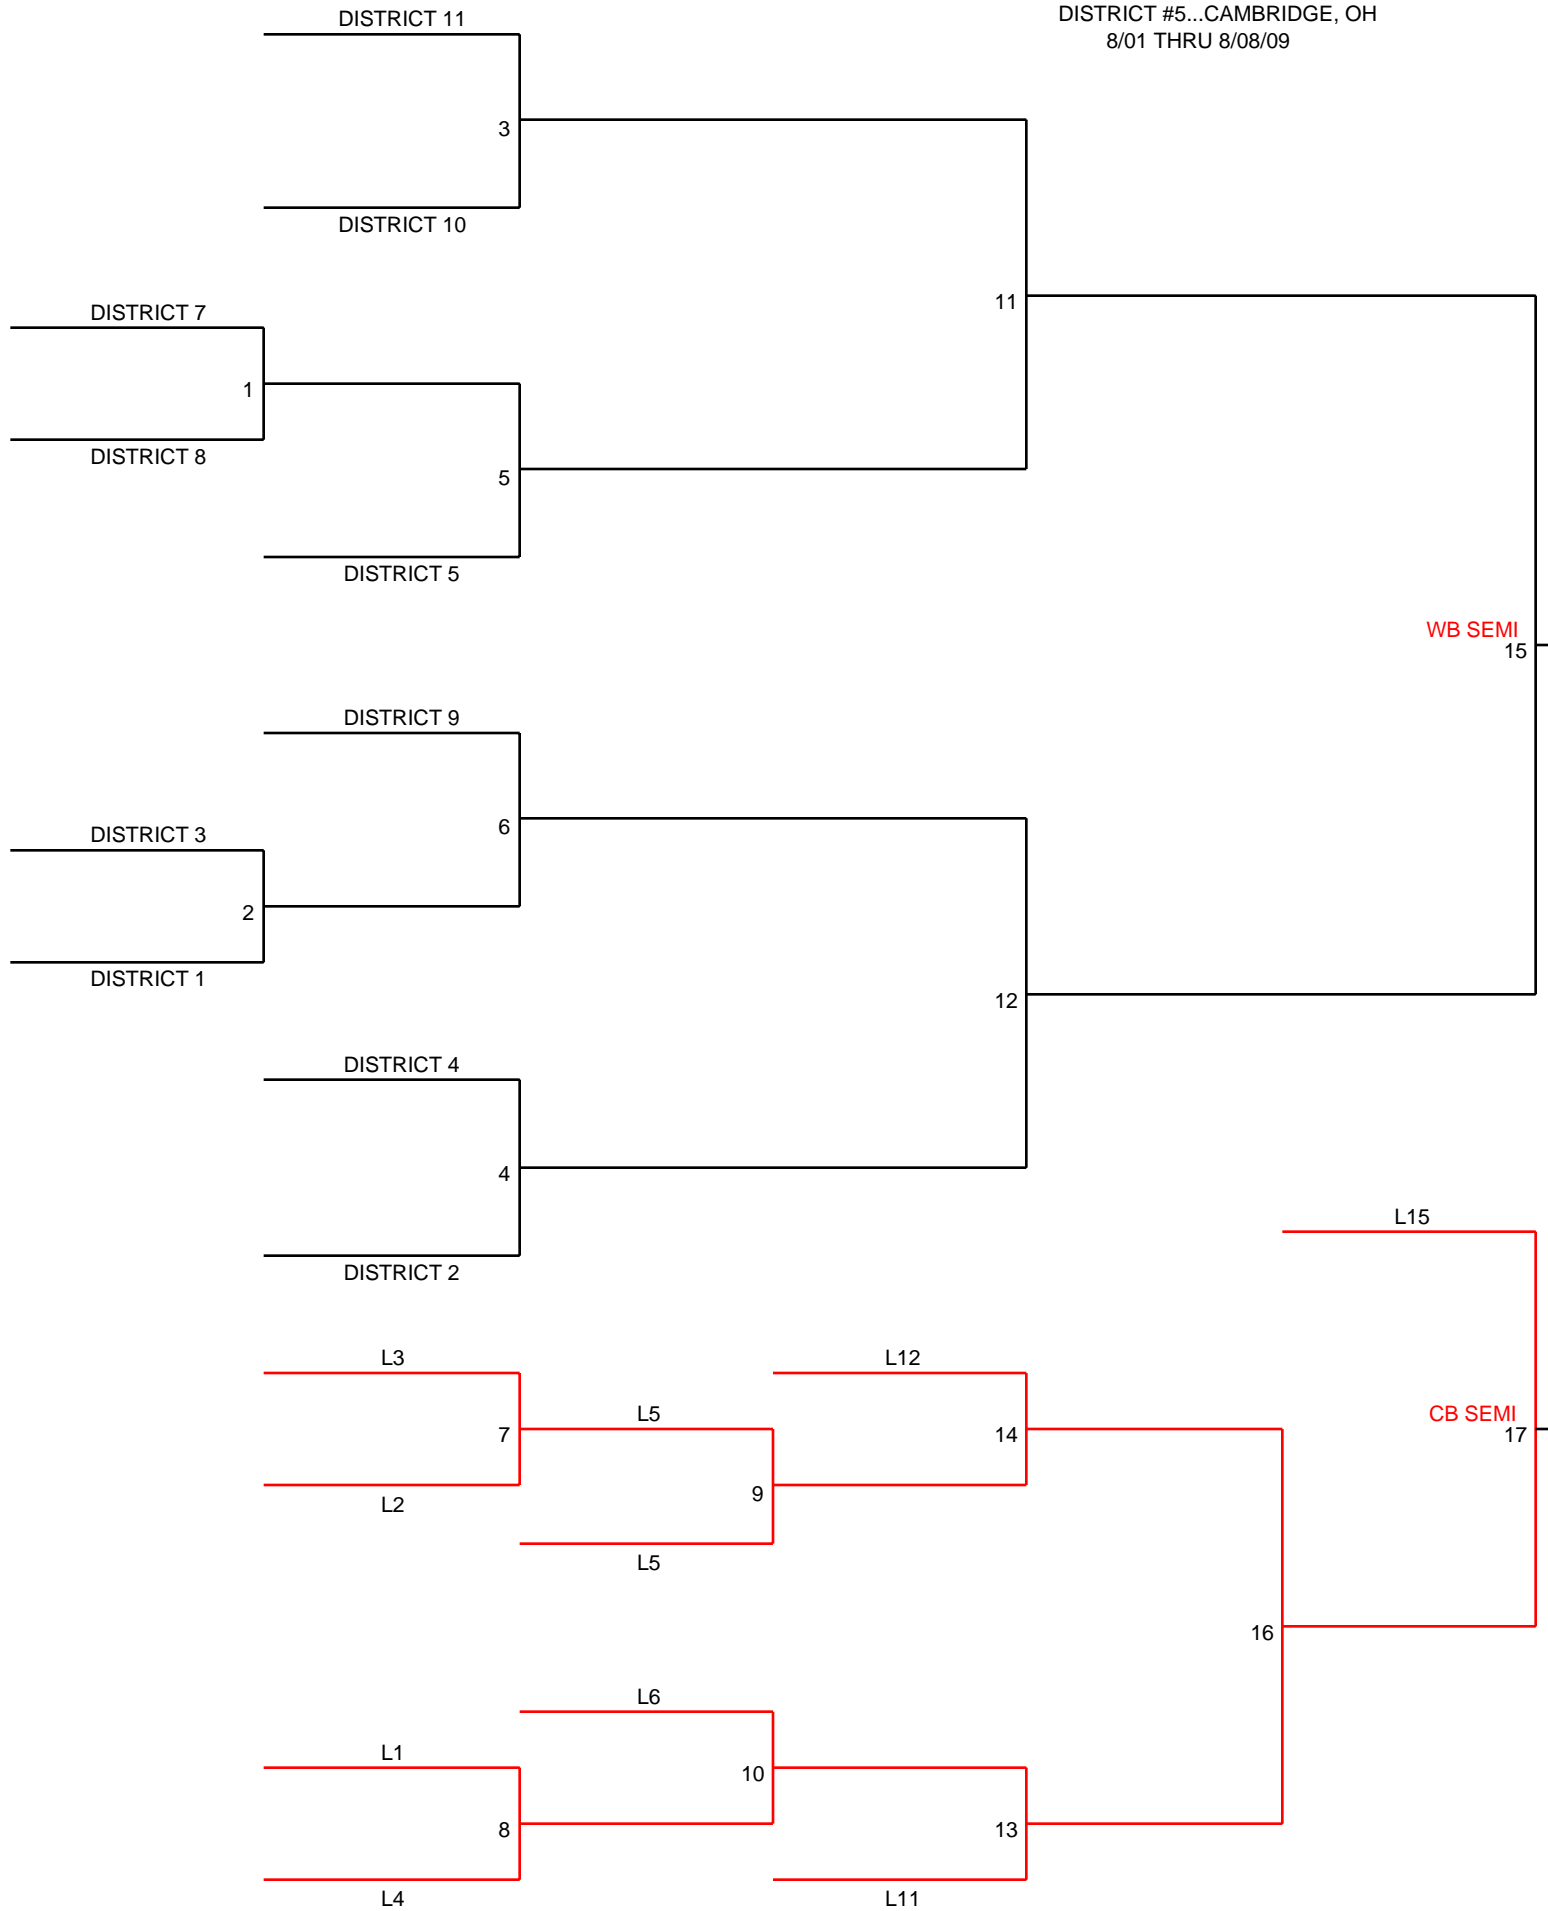 DISTRICT 11
DISTRICT #5...CAMBRIDGE, OH
8/01 THRU 8/08/09
3
DISTRICT 10
11
DISTRICT 7
1
DISTRICT 8
5
DISTRICT 5
WB SEMI
15
DISTRICT 9
6
DISTRICT 3
2
DISTRICT 1
12
DISTRICT 4
4
L15
DISTRICT 2
L3
L12
L5
CB SEMI
7
14
17
9
L2
L5
16
L6
L1
10
8
13
L4
L11